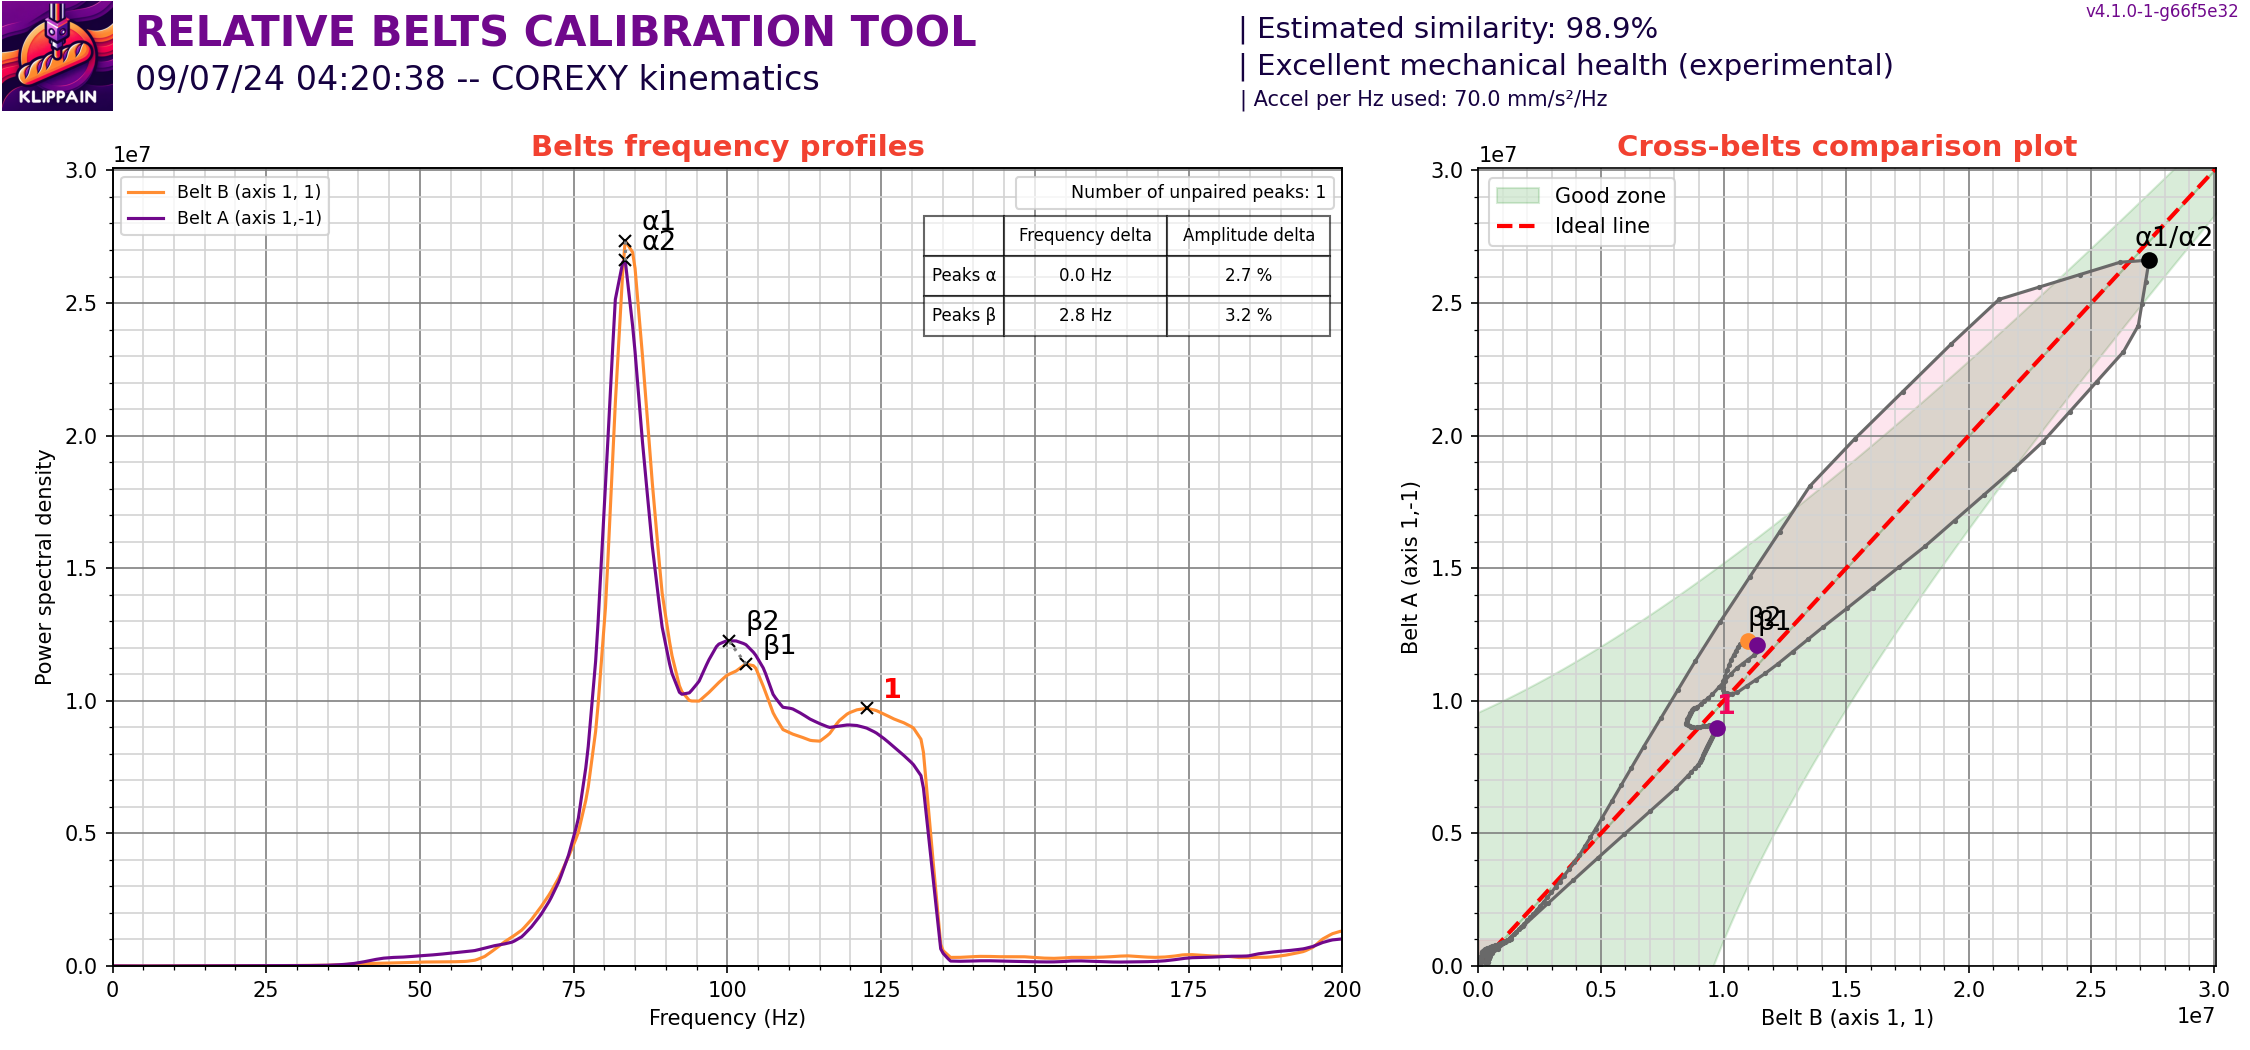 KLIPPAIN
RELATIVE BELTS CALIBRATION TOOL
09/07/24 04:20:38 -- COREXY kinematics
| Estimated similarity: 98.9%
| Excellent mechanical health (experimental)
| Accel per Hz used: 70.0 mm/s²/Hz
v4.1.0-1-g66f5e32
Belts frequency profiles
1e7
Belt B (axis 1, 1)
Belt A (axis 1,-1)
Number of unpaired peaks: 1
Frequency delta Amplitude delta
Peaks α 0.0 Hz 2.7 %
Peaks β 2.8 Hz 3.2 %
α1
α2
β2
β1
1
Power spectral density
3.0
2.5
2.0
1.5
1.0
0.5
0.0
0 25 50 75 100 125 150 175 200
Frequency (Hz)
Cross-belts comparison plot
1e7
Good zone
Ideal line
α1/α2
β2
β1
1
Belt A (axis 1,-1)
3.0
2.5
2.0
1.5
1.0
0.5
0.0
0.0 0.5 1.0 1.5 2.0 2.5 3.0
Belt B (axis 1, 1)
1e7